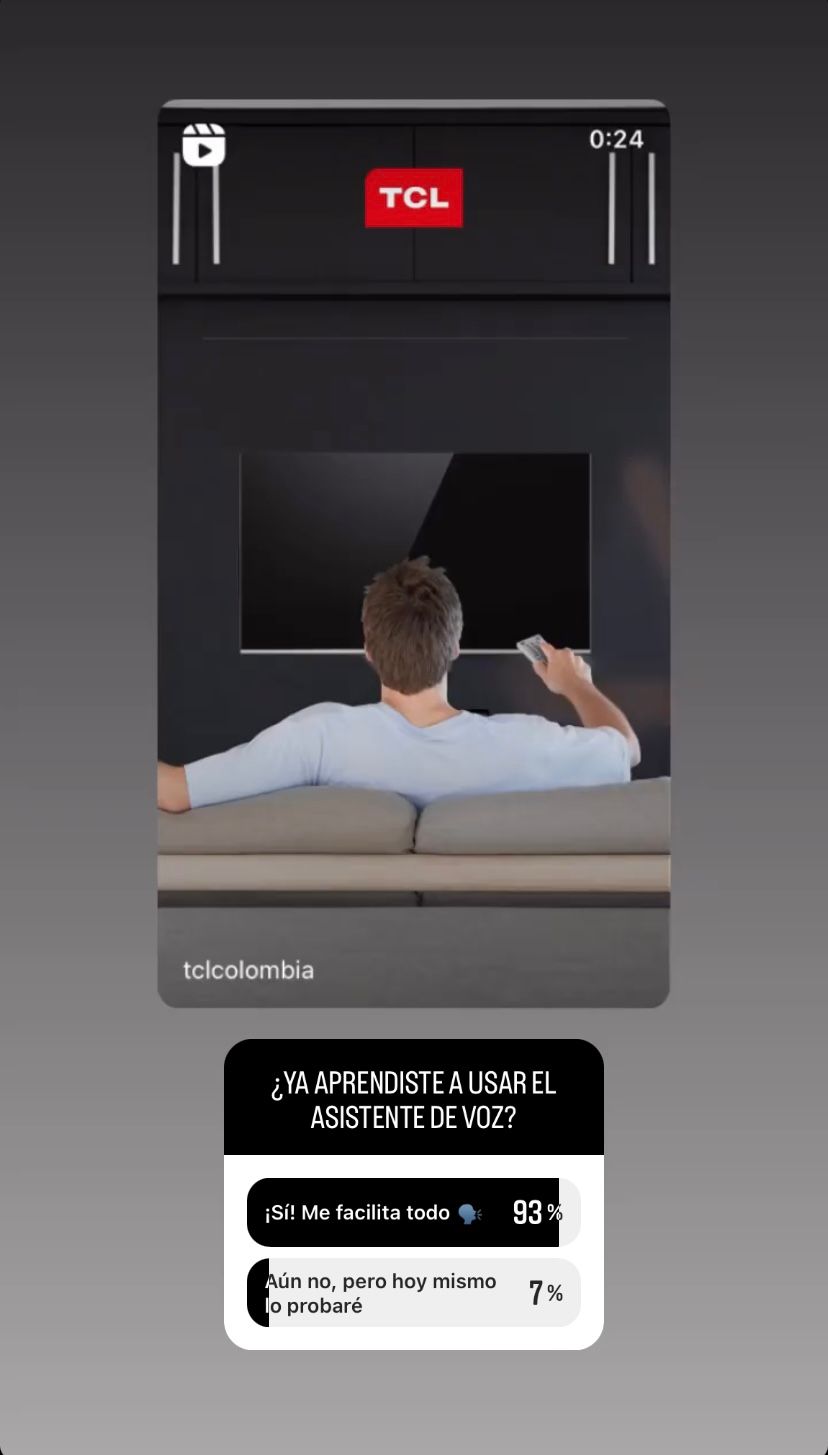 0:24
TCL
tclcolombia
¿YA APRENDISTE A USAR EL
ASISTENTE DE VOZ?
¡Sí! Me facilita todo 🗣️ 93%
Aún no, pero hoy mismo
lo probaré 7%